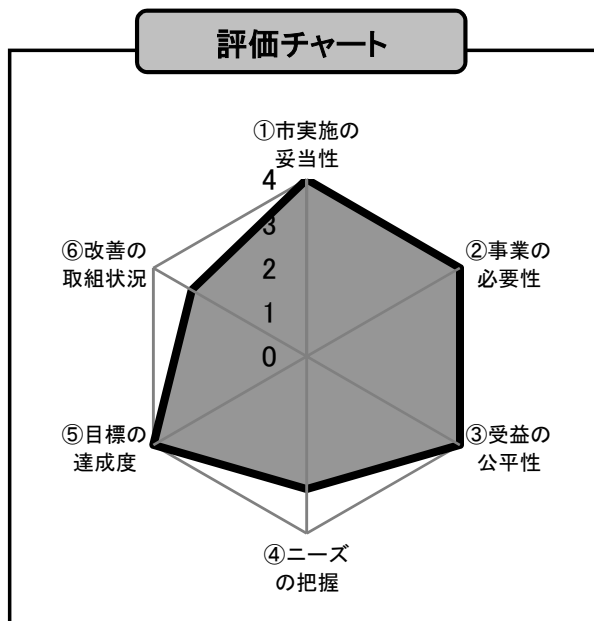 評価チャート
①市実施の
妥当性
4
3
2
1
0
②事業の
必要性
③受益の
公平性
④ニーズ
の把握
⑤目標の
達成度
⑥改善の
取組状況